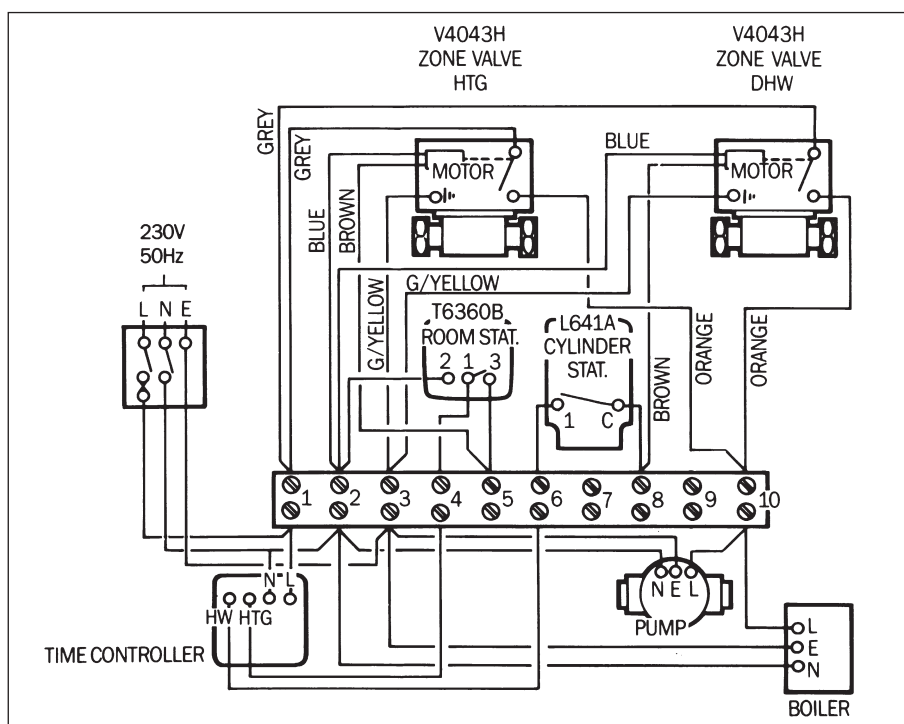 V4043H
ZONE VALVE
HTG
V4043H
ZONE VALVE
DHW
GREY
GREY
BLUE
BROWN
G/YELLOW
MOTOR
BLUE
MOTOR
G/YELLOW
BROWN
ORANGE
ORANGE
230V
50Hz
L N E
T6360B
ROOM STAT.
2 1 3
L641A
CYLINDER
STAT.
1 C
1 2 3 4 5 6 7 8 9 10
N L
HW HTG
TIME CONTROLLER
N E L
PUMP
L
E
N
BOILER